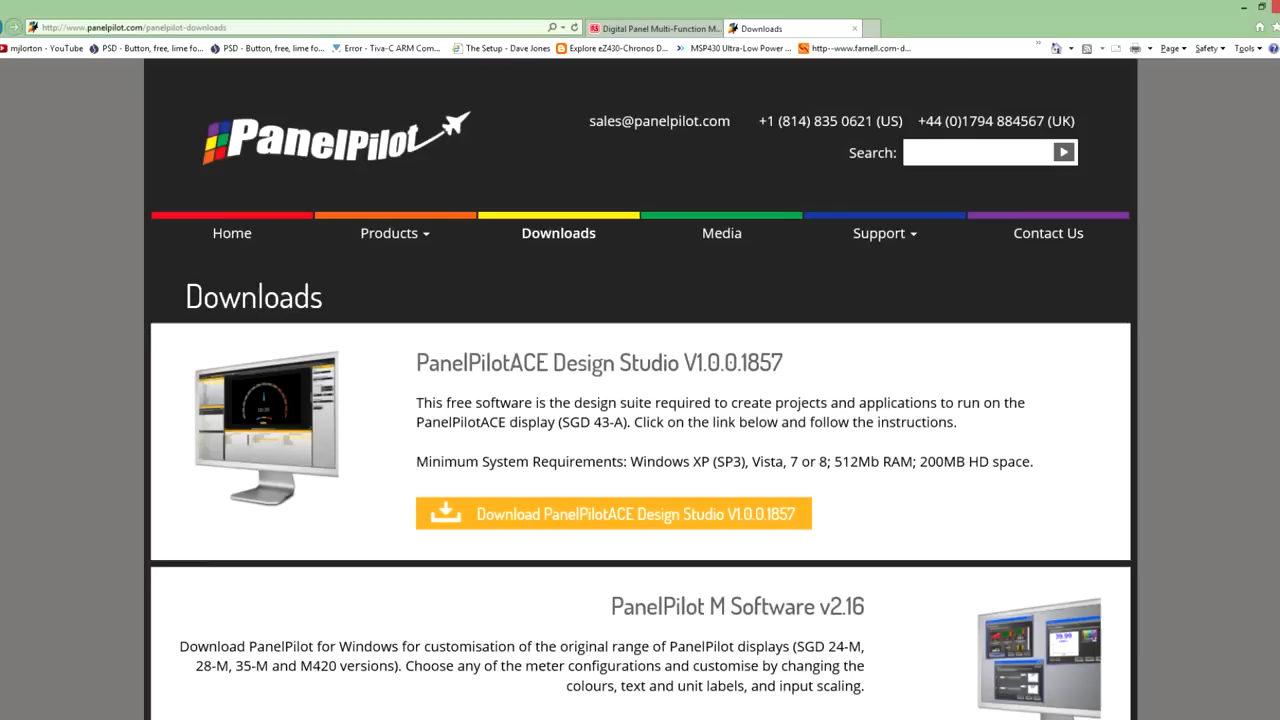 http://www.panelpilot.com/panelpilot-downloads
Digital Panel Multi-Function M...
Downloads
mjlorton - YouTube
PSD - Button, free, lime fo...
PSD - Button, free, lime fo...
Error - Tiva-C ARM Com...
The Setup - Dave Jones
Explore eZ430-Chronos D...
MSP430 Ultra-Low Power ...
http--www.farnell.com-d...
Page
Safety
Tools
PanelPilot
sales@panelpilot.com +1 (814) 835 0621 (US) +44 (0)1794 884567 (UK)
Search:
Home Products Downloads Media Support Contact Us
Downloads
PanelPilotACE Design Studio V1.0.0.1857
This free software is the design suite required to create projects and applications to run on the
PanelPilotACE display (SGD 43-A). Click on the link below and follow the instructions.
Minimum System Requirements: Windows XP (SP3), Vista, 7 or 8; 512Mb RAM; 200MB HD space.
Download PanelPilotACE Design Studio V1.0.0.1857
PanelPilot M Software v2.16
Download PanelPilot for Windows for customisation of the original range of PanelPilot displays (SGD 24-M,
28-M, 35-M and M420 versions). Choose any of the meter configurations and customise by changing the
colours, text and unit labels, and input scaling.